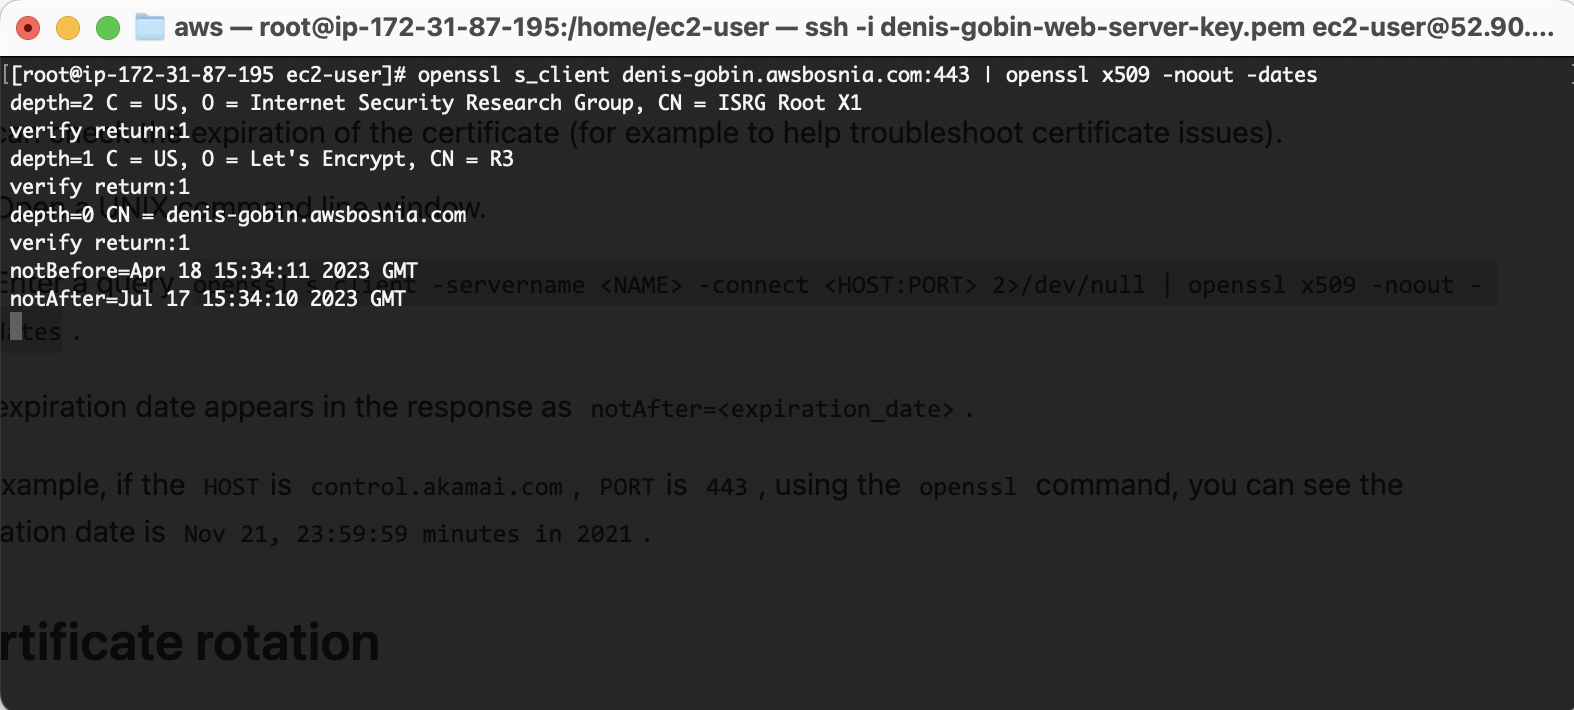 aws — root@ip-172-31-87-195:/home/ec2-user — ssh -i denis-gobin-web-server-key.pem ec2-user@52.90....
[[root@ip-172-31-87-195 ec2-user]# openssl s_client denis-gobin.awsbosnia.com:443 | openssl x509 -noout -dates
depth=2 C = US, O = Internet Security Research Group, CN = ISRG Root X1
verify return:1
can check the expiration of the certificate (for example to help troubleshoot certificate issues).
depth=1 C = US, O = Let's Encrypt, CN = R3
verify return:1
Open a UNIX command line window.
depth=0 CN = denis-gobin.awsbosnia.com
verify return:1
notBefore=Apr 18 15:34:11 2023 GMT
Enter a query openssl s_client -servername <NAME> -connect <HOST:PORT> 2>/dev/null | openssl x509 -noout -
notAfter=Jul 17 15:34:10 2023 GMT
dates .
expiration date appears in the response as notAfter=<expiration_date> .
xample, if the HOST is control.akamai.com , PORT is 443 , using the openssl command, you can see the
ation date is Nov 21, 23:59:59 minutes in 2021 .
rtificate rotation